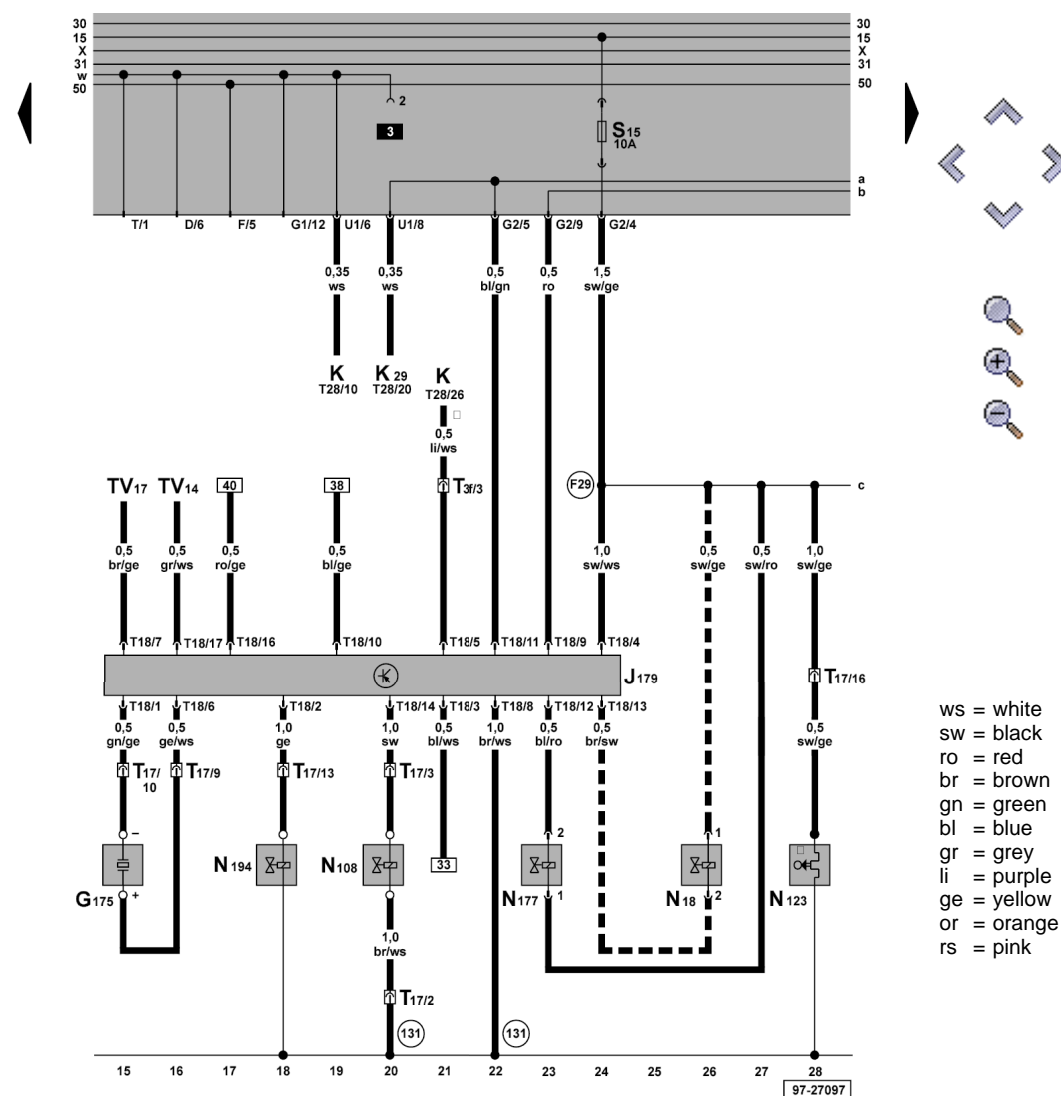 30 30
15 15
X X
31 31
w
50 50
2
3
S15
10A
a
b
T/1 D/6 F/5 G1/12 U1/6 U1/8 G2/5 G2/9 G2/4
0,35 0,35 0,5 0,5 1,5
ws ws bl/gn ro sw/ge
K K29 K
T28/10 T28/20 T28/26
0,5
li/ws
TV17 TV14 40 38 T3f/3 F29 c
0,5 0,5 0,5 0,5 1,0 0,5 0,5 1,0
br/ge gr/ws ro/ge bl/ge sw/ws sw/ge sw/ro sw/ge
T18/7 T18/17 T18/16 T18/10 T18/5 T18/11 T18/9 T18/4
J179 T17/16
T18/1 T18/6 T18/2 T18/14 T18/3 T18/8 T18/12 T18/13
0,5 0,5 1,0 1,0 0,5 1,0 0,5 0,5 0,5
gn/ge ge/ws ge sw bl/ws br/ws bl/ro br/sw sw/ge
T17/ T17/9 T17/13 T17/3
10
– 2 1
G175 + N194 N108 33 N177 1 N18 2 N123
1,0
br/ws
T17/2
131 131
15 16 17 18 19 20 21 22 23 24 25 26 27 28
97-27097
ws = white
sw = black
ro = red
br = brown
gn = green
bl = blue
gr = grey
li = purple
ge = yellow
or = orange
rs = pink